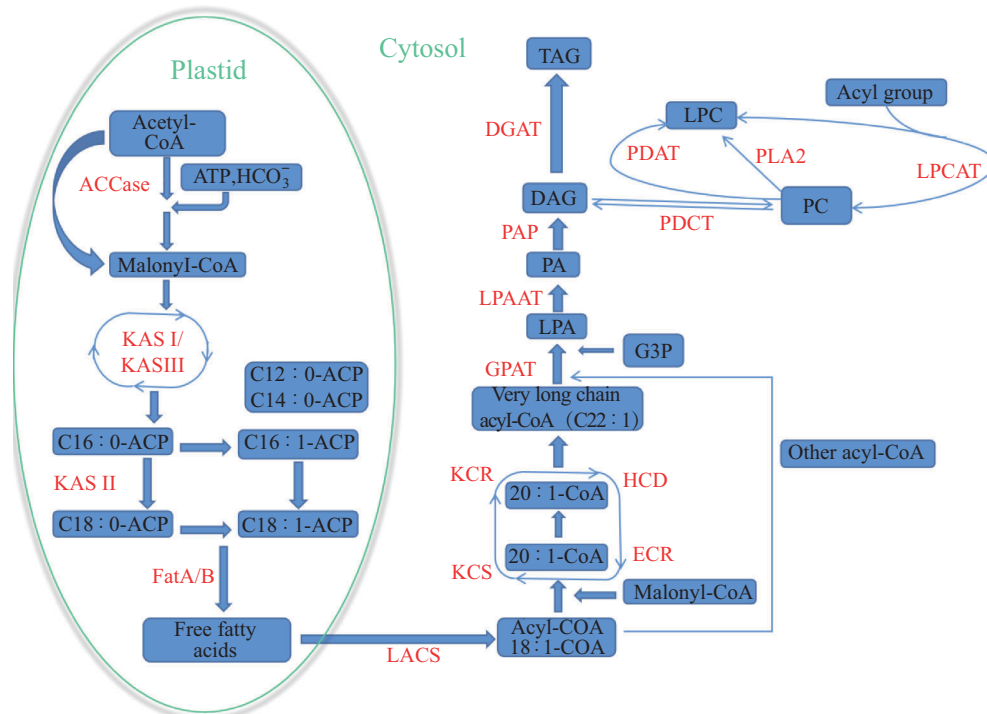 Plastid
Acetyl-
CoA
ACCase
ATP,HCO₃⁻
MalonyI-CoA
KAS I/
KASIII
C12：0-ACP
C14：0-ACP
C16：0-ACP
C16：1-ACP
KAS II
C18：0-ACP
C18：1-ACP
FatA/B
Free fatty
acids
LACS
Cytosol
TAG
DGAT
DAG
PAP
PA
LPAAT
LPA
G3P
GPAT
Very long chain
acyI-CoA（C22：1）
KCR
HCD
20：1-CoA
20：1-CoA
KCS
ECR
Malonyl-CoA
Acyl-COA
18:1-COA
Other acyl-CoA
Acyl group
LPC
PDAT
PLA2
LPCAT
PC
PDCT